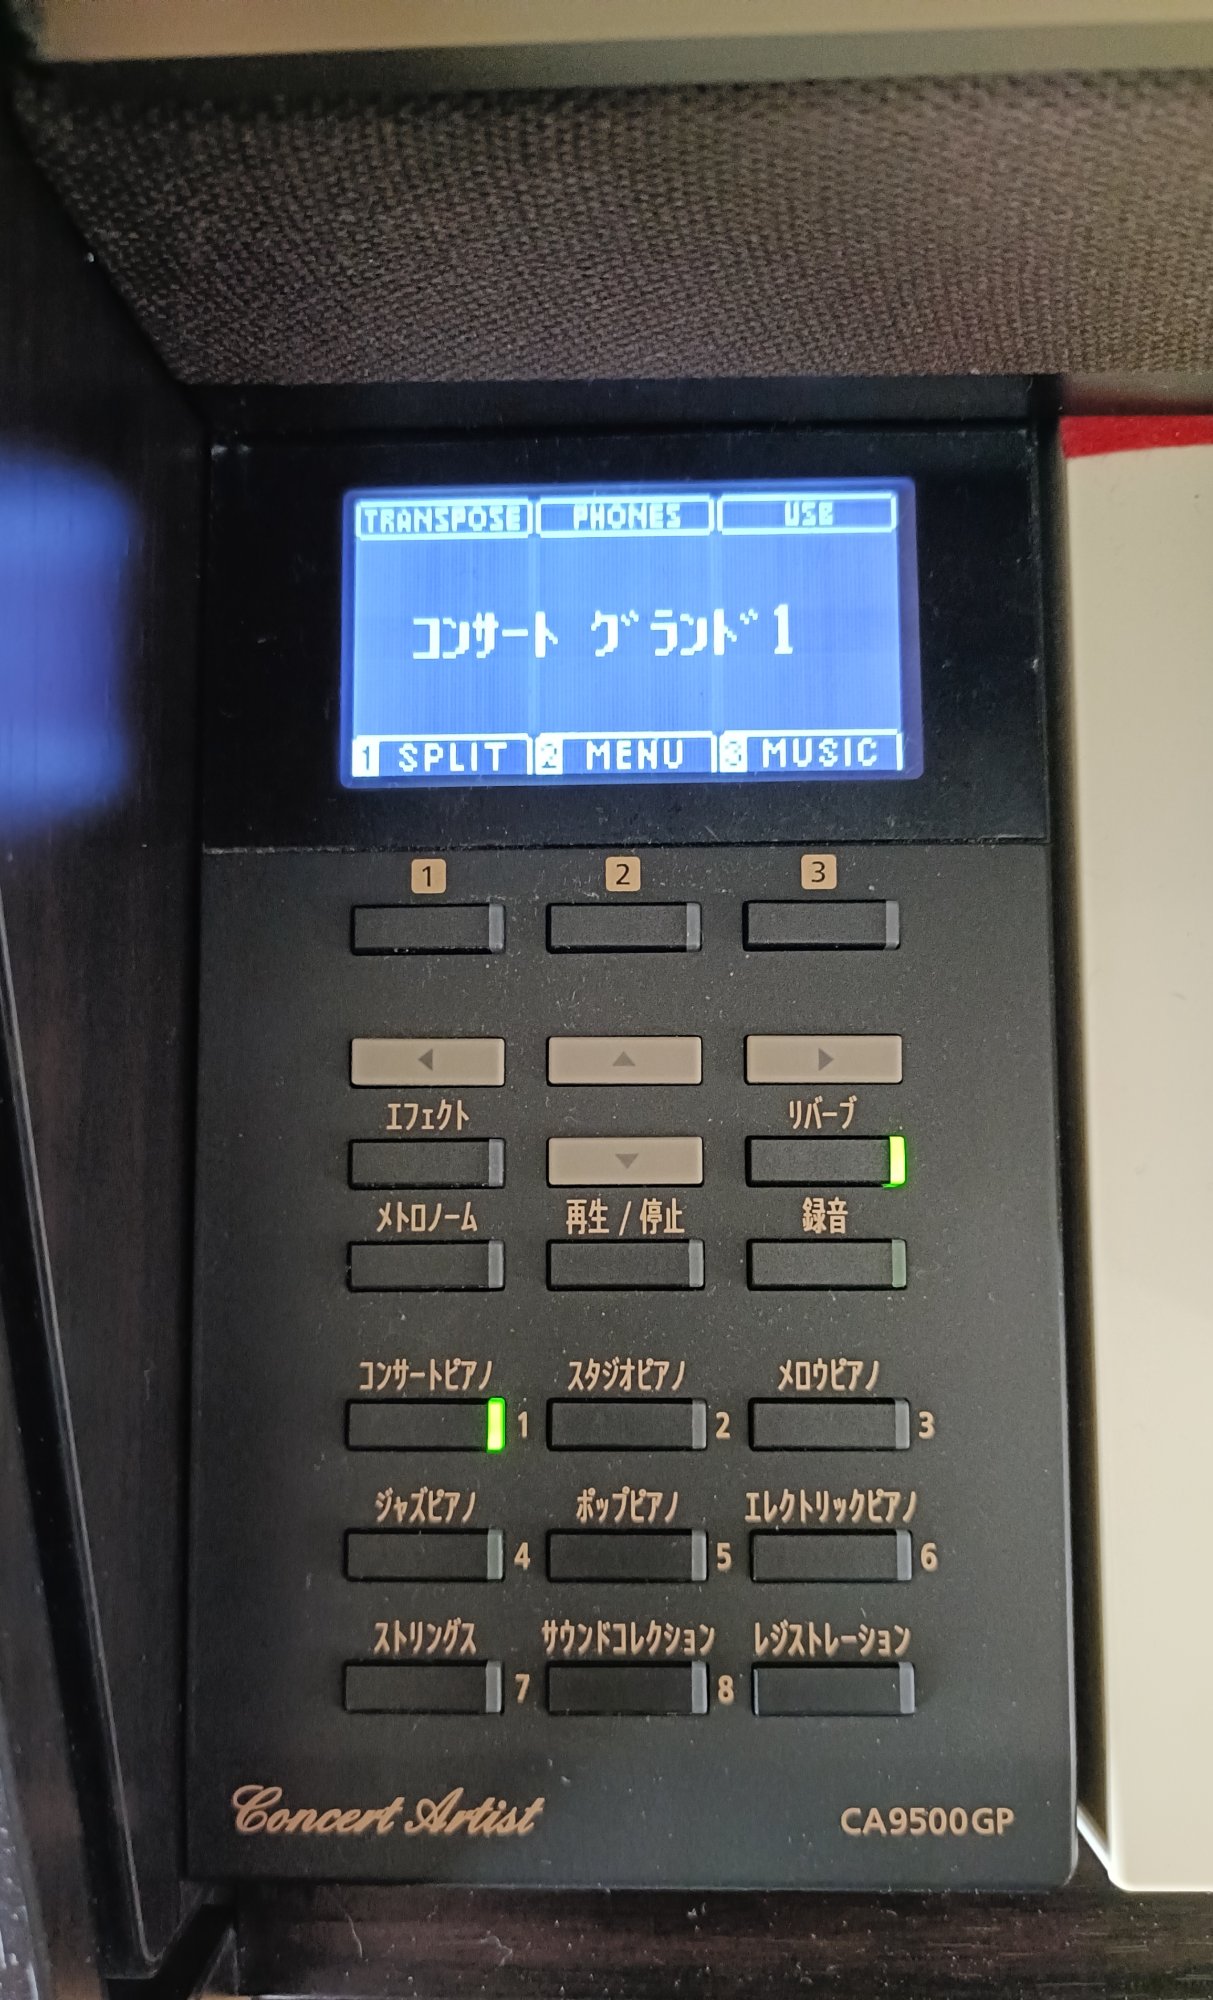 TRANSPOSE PHONES USB
コンサート グランド1
1 SPLIT 2 MENU 3 MUSIC
1 2 3
エフェクト リバーブ
メトロノーム 再生 / 停止 録音
コンサートピアノ スタジオピアノ メロウピアノ
1 2 3
ジャズピアノ ポップピアノ エレクトリックピアノ
4 5 6
ストリングス サウンドコレクション レジストレーション
7 8
Concert Artist CA9500GP